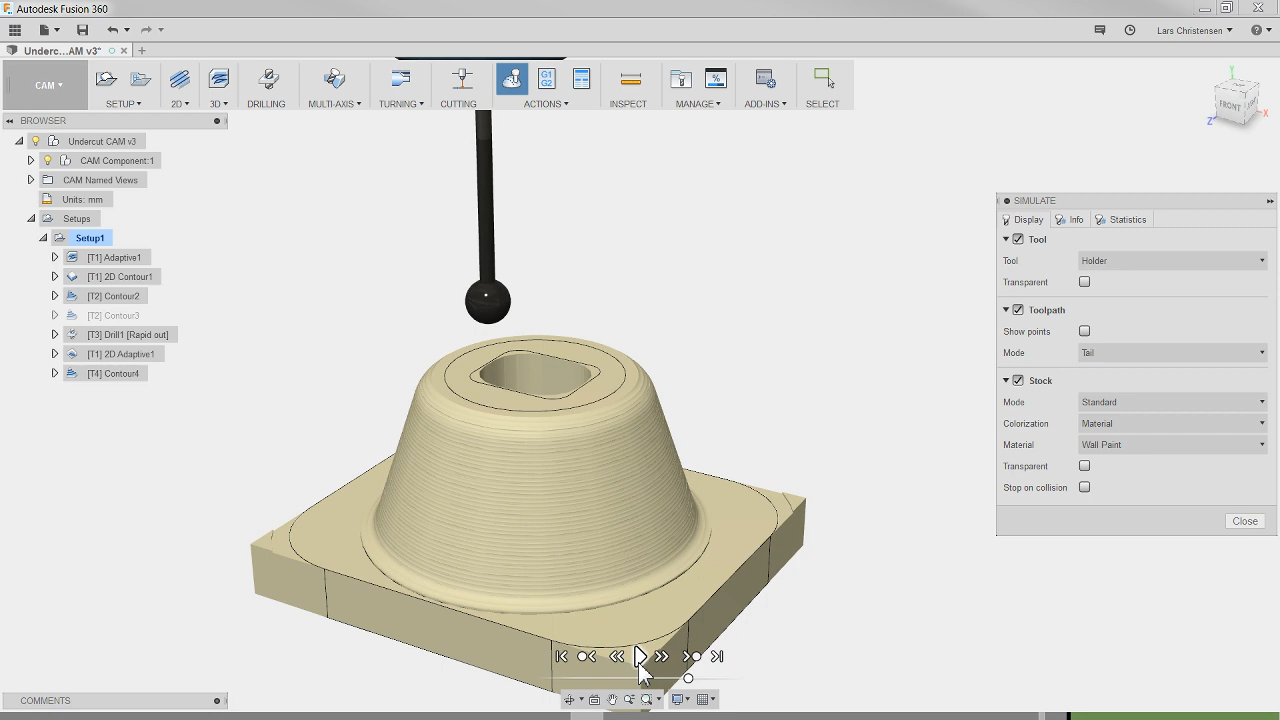 Autodesk Fusion 360
Lars Christensen
Underc...AM v3*
CAM
SETUP
2D
3D
DRILLING
MULTI-AXIS
TURNING
CUTTING
G1
G2
ACTIONS
INSPECT
MANAGE
ADD-INS
SELECT
BROWSER
Undercut CAM v3
CAM Component:1
CAM Named Views
Units: mm
Setups
Setup1
[T1] Adaptive1
[T1] 2D Contour1
[T2] Contour2
[T2] Contour3
[T3] Drill1 [Rapid out]
[T1] 2D Adaptive1
[T4] Contour4
Y
FRONT
Z
X
SIMULATE
Display
Info
Statistics
Tool
Tool
Holder
Transparent
Toolpath
Show points
Mode
Tail
Stock
Mode
Standard
Colorization
Material
Material
Wall Paint
Transparent
Stop on collision
Close
COMMENTS